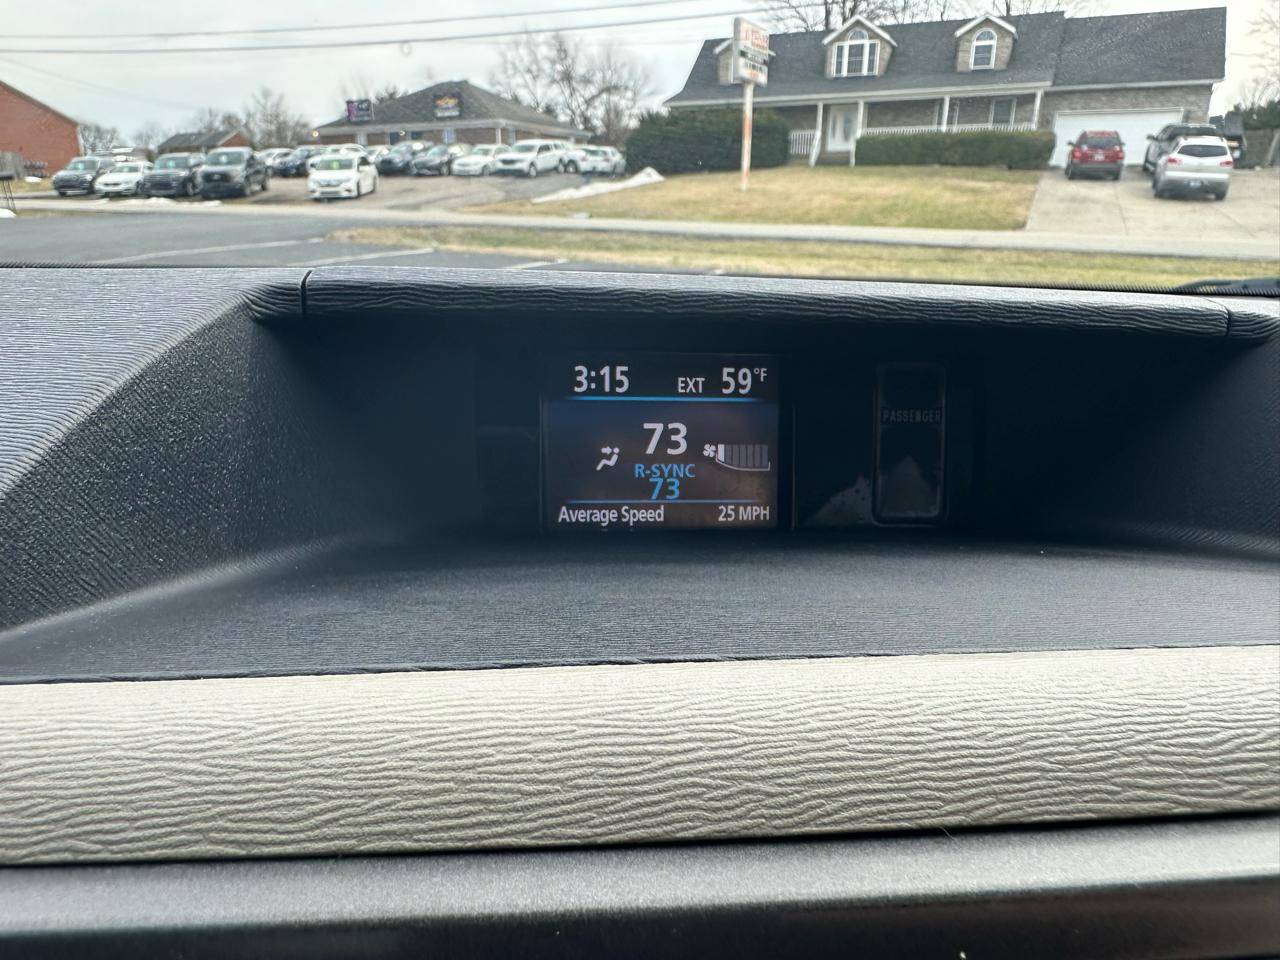 3:15 EXT 59°F
73
R-SYNC
73
Average Speed 25 MPH
PASSENGER